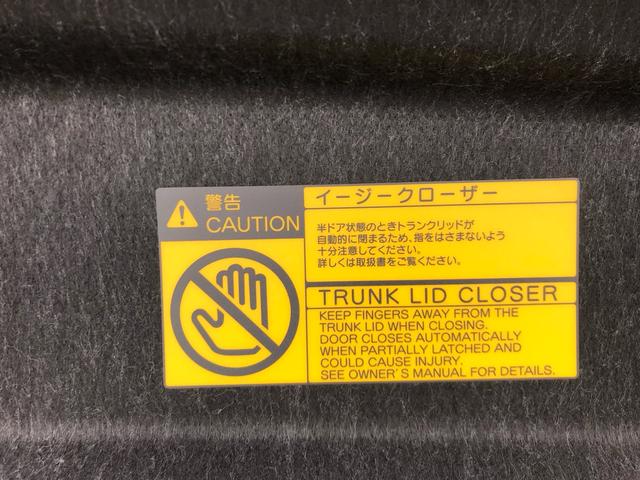 警告
CAUTION
イージークローザー
半ドア状態のときトランクリッドが
自動的に閉まるため、指をはさまないよう
十分注意してください。
詳しくは取扱書をご覧ください。
TRUNK LID CLOSER
KEEP FINGERS AWAY FROM THE
TRUNK LID WHEN CLOSING.
DOOR CLOSES AUTOMATICALLY
WHEN PARTIALLY LATCHED AND
COULD CAUSE INJURY.
SEE OWNER'S MANUAL FOR DETAILS.